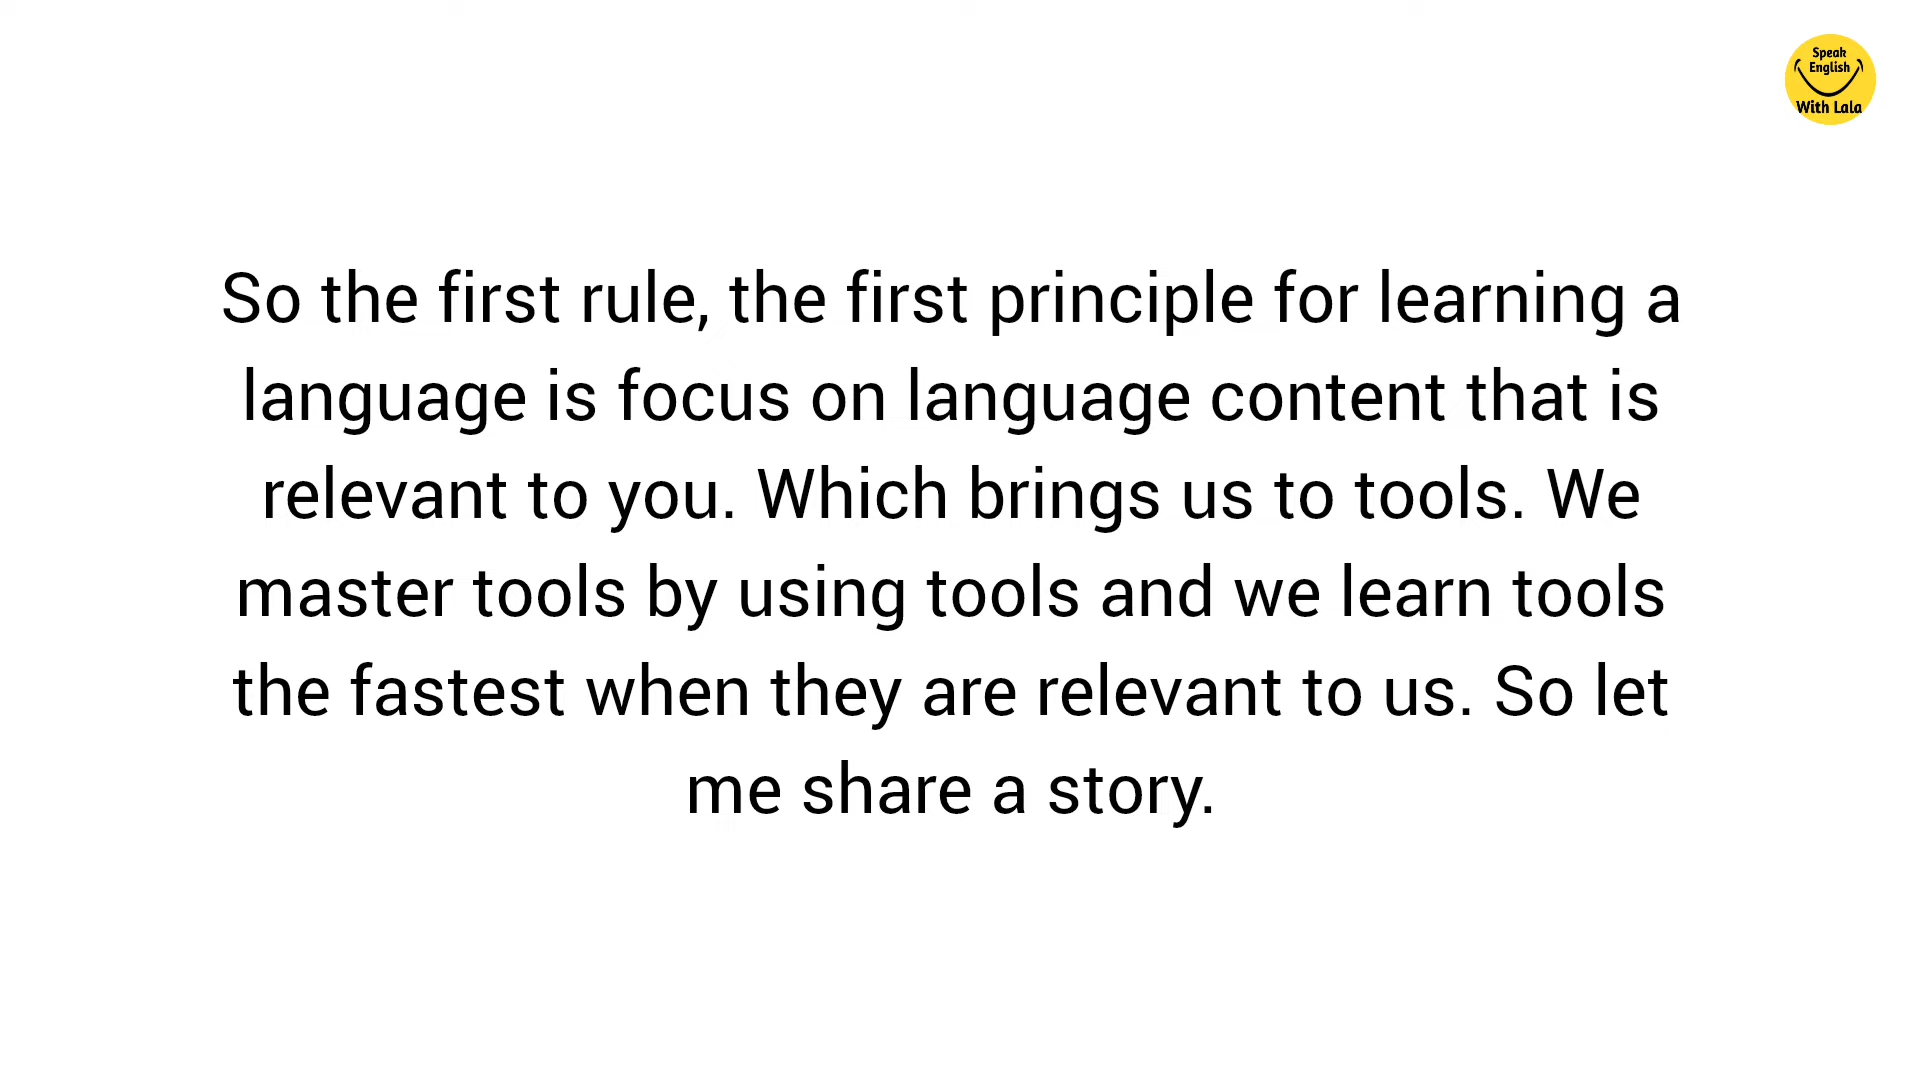 Speak
English
With Lala
So the first rule, the first principle for learning a
language is focus on language content that is
relevant to you. Which brings us to tools. We
master tools by using tools and we learn tools
the fastest when they are relevant to us. So let
me share a story.